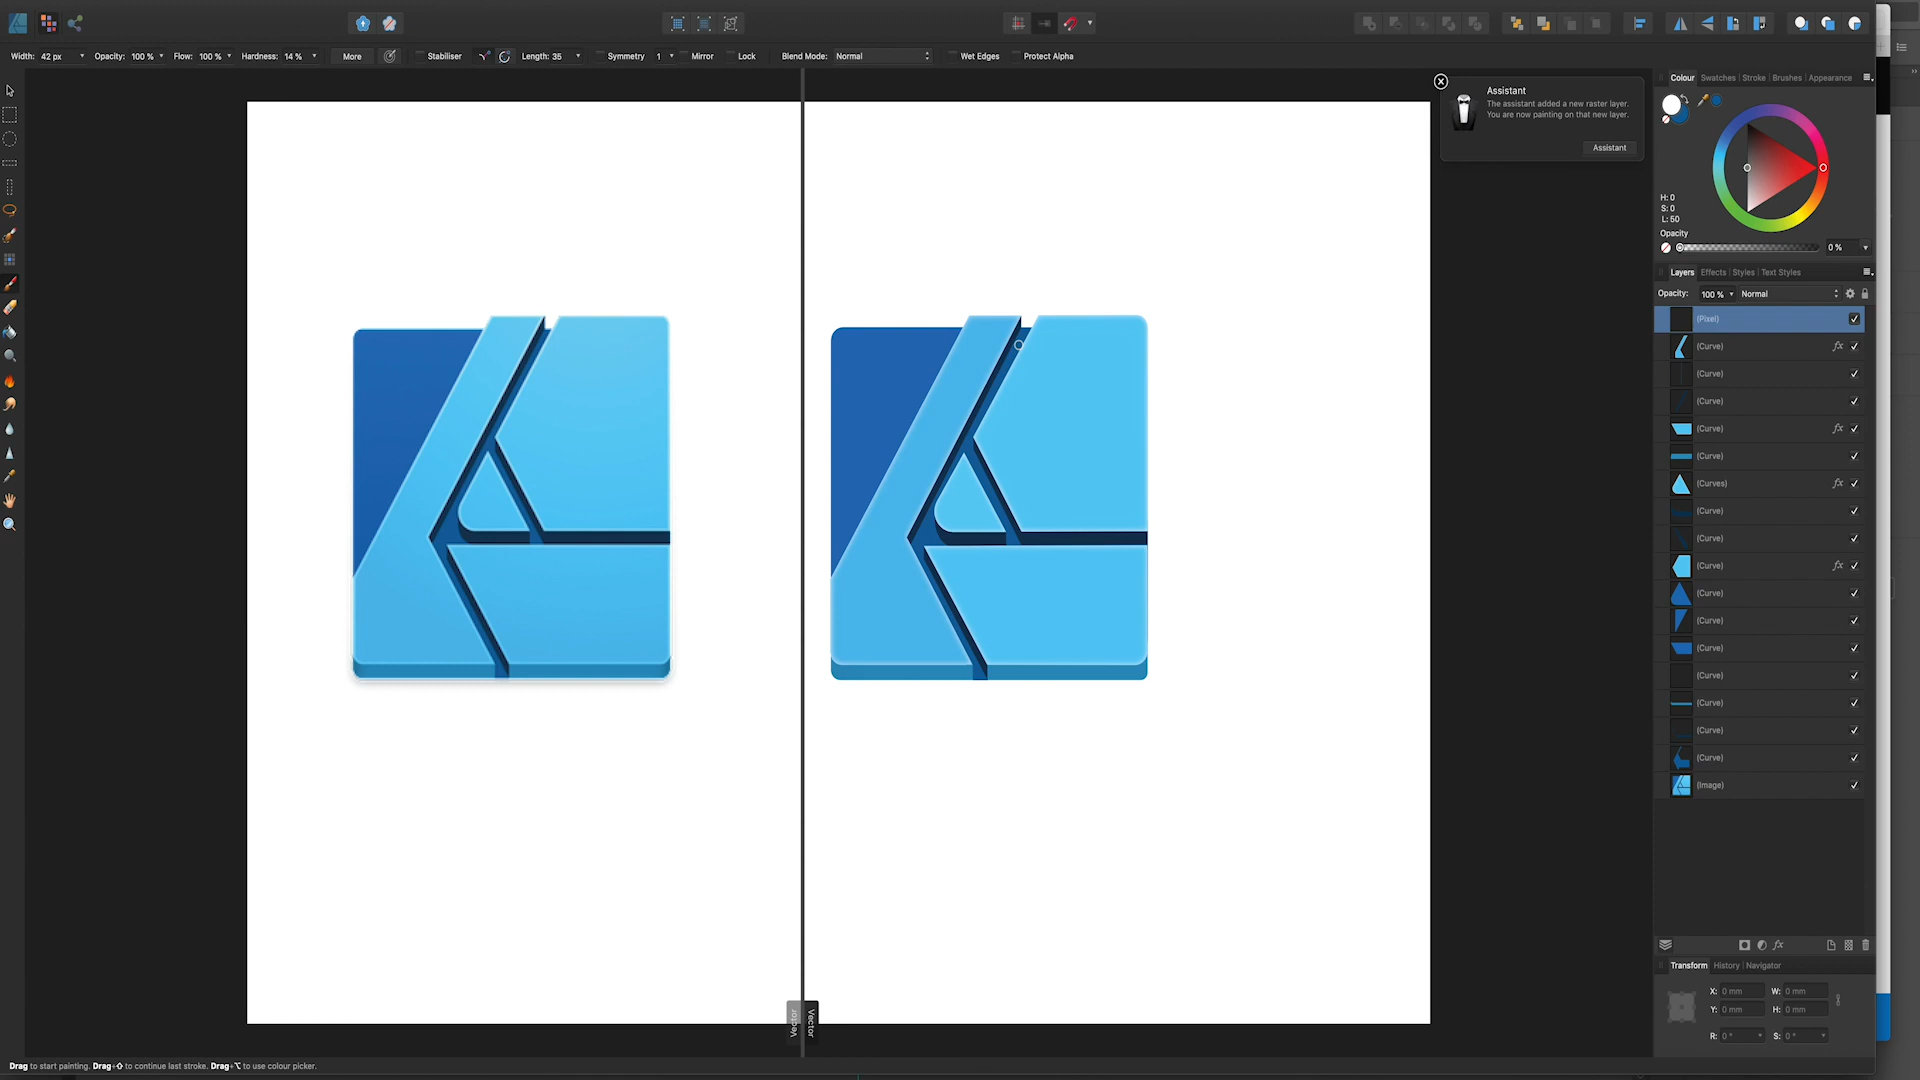 Width: 42 px Opacity: 100 % Flow: 100 % Hardness: 14 % More Stabiliser Length: 35 Symmetry 1 Mirror Lock Blend Mode: Normal Wet Edges Protect Alpha
Assistant
The assistant added a new raster layer.
You are now painting on that new layer.
Assistant
Colour Swatches Stroke Brushes Appearance
H: 0
S: 0
L: 50
Opacity
0 %
Layers Effects Styles Text Styles
Opacity: 100 % Normal
(Pixel)
(Curve) fx
(Curve)
(Curve)
(Curve) fx
(Curve)
(Curves) fx
(Curve)
(Curve)
(Curve) fx
(Curve)
(Curve)
(Curve)
(Curve)
(Curve)
(Curve)
(Curve)
(Image)
fx
Transform History Navigator
X: 0 mm W: 0 mm
Y: 0 mm H: 0 mm
R: 0 ° S: 0 °
Vector
Vector
Drag to start painting. Drag+⇧ to continue last stroke. Drag+⌥ to use colour picker.